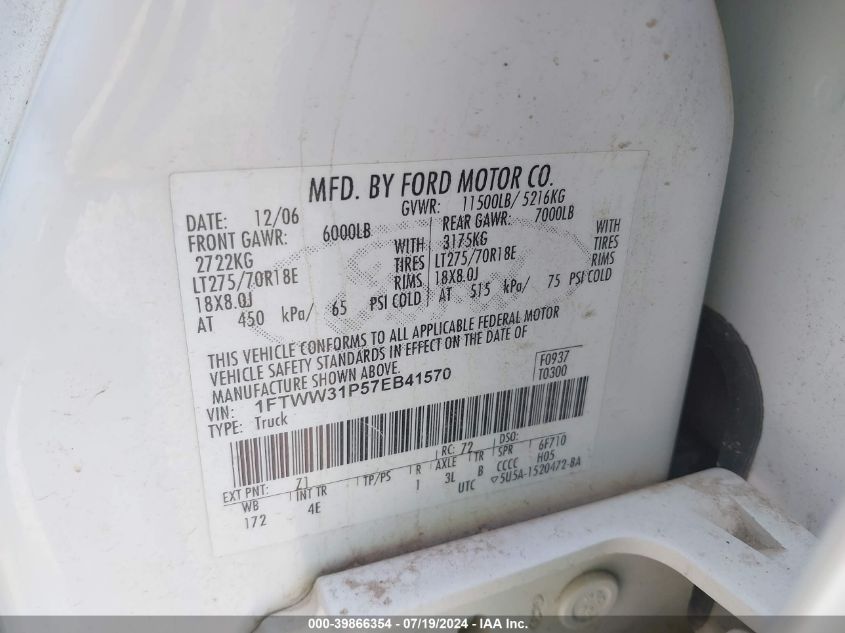 MFD. BY FORD MOTOR CO.
DATE: 12/06 GVWR: 11500LB/ 5216KG
FRONT GAWR: 6000LB REAR GAWR: 7000LB
2722KG WITH 3175KG WITH
LT275/70R18E TIRES LT275/70R18E TIRES
18X8.0J RIMS 18X8.0J RIMS
AT 450 kPa/ 65 PSI COLD AT 515 kPa/ 75 PSI COLD
THIS VEHICLE CONFORMS TO ALL APPLICABLE FEDERAL MOTOR
VEHICLE SAFETY STANDARDS IN EFFECT ON THE DATE OF
MANUFACTURE SHOWN ABOVE.
VIN: 1FTWW31P57EB41570
TYPE: Truck
F0937
T0300
EXT PNT: Z1 RC: 72 DSO:
WB INT TR TP/PS R AXLE TR SPR 6F710
172 4E 1 3L B CCCC H05
UTC ▽5U5A-1520472-BA
000-39866354 - 07/19/2024 - IAA Inc.